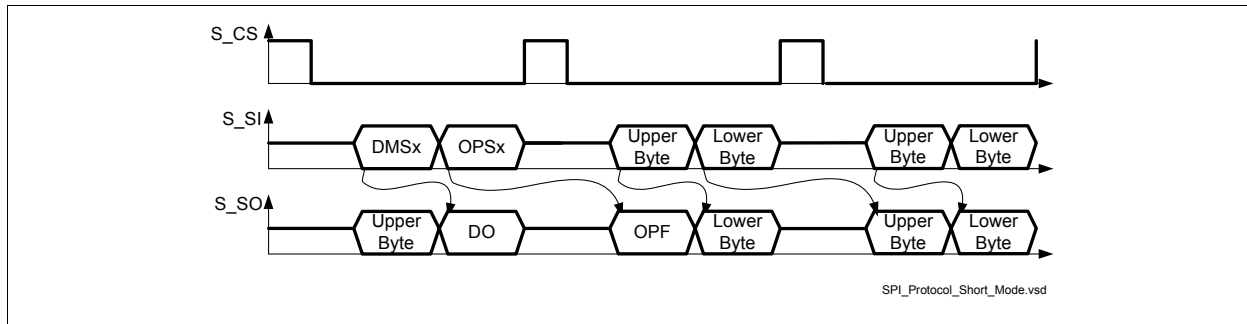 S_CS
S_SI
DMSx
OPSx
Upper
Byte
Lower
Byte
Upper
Byte
Lower
Byte
S_SO
Upper
Byte
DO
OPF
Lower
Byte
Upper
Byte
Lower
Byte
SPI_Protocol_Short_Mode.vsd